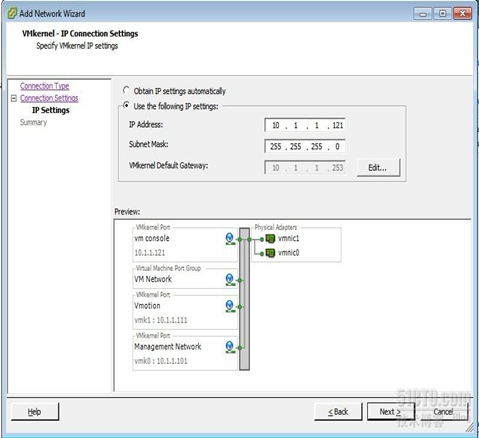 Add Network Wizard
VMkernel - IP Connection Settings
Specify VMkernel IP settings
Connection Type
Connection Settings
IP Settings
Summary
Obtain IP settings automatically
Use the following IP settings:
IP Address: 10 . 1 . 1 . 121
Subnet Mask: 255 . 255 . 255 . 0
VMkernel Default Gateway: 10 . 1 . 1 . 253 Edit...
Preview:
VMkernel Port
vm console
10.1.1.121
Physical Adapters
vmnic1
vmnic0
Virtual Machine Port Group
VM Network
VMkernel Port
Vmotion
vmk1 : 10.1.1.111
VMkernel Port
Management Network
vmk0 : 10.1.1.101
51CTO.com
技术博客 Blog
Help < Back Next > Cancel